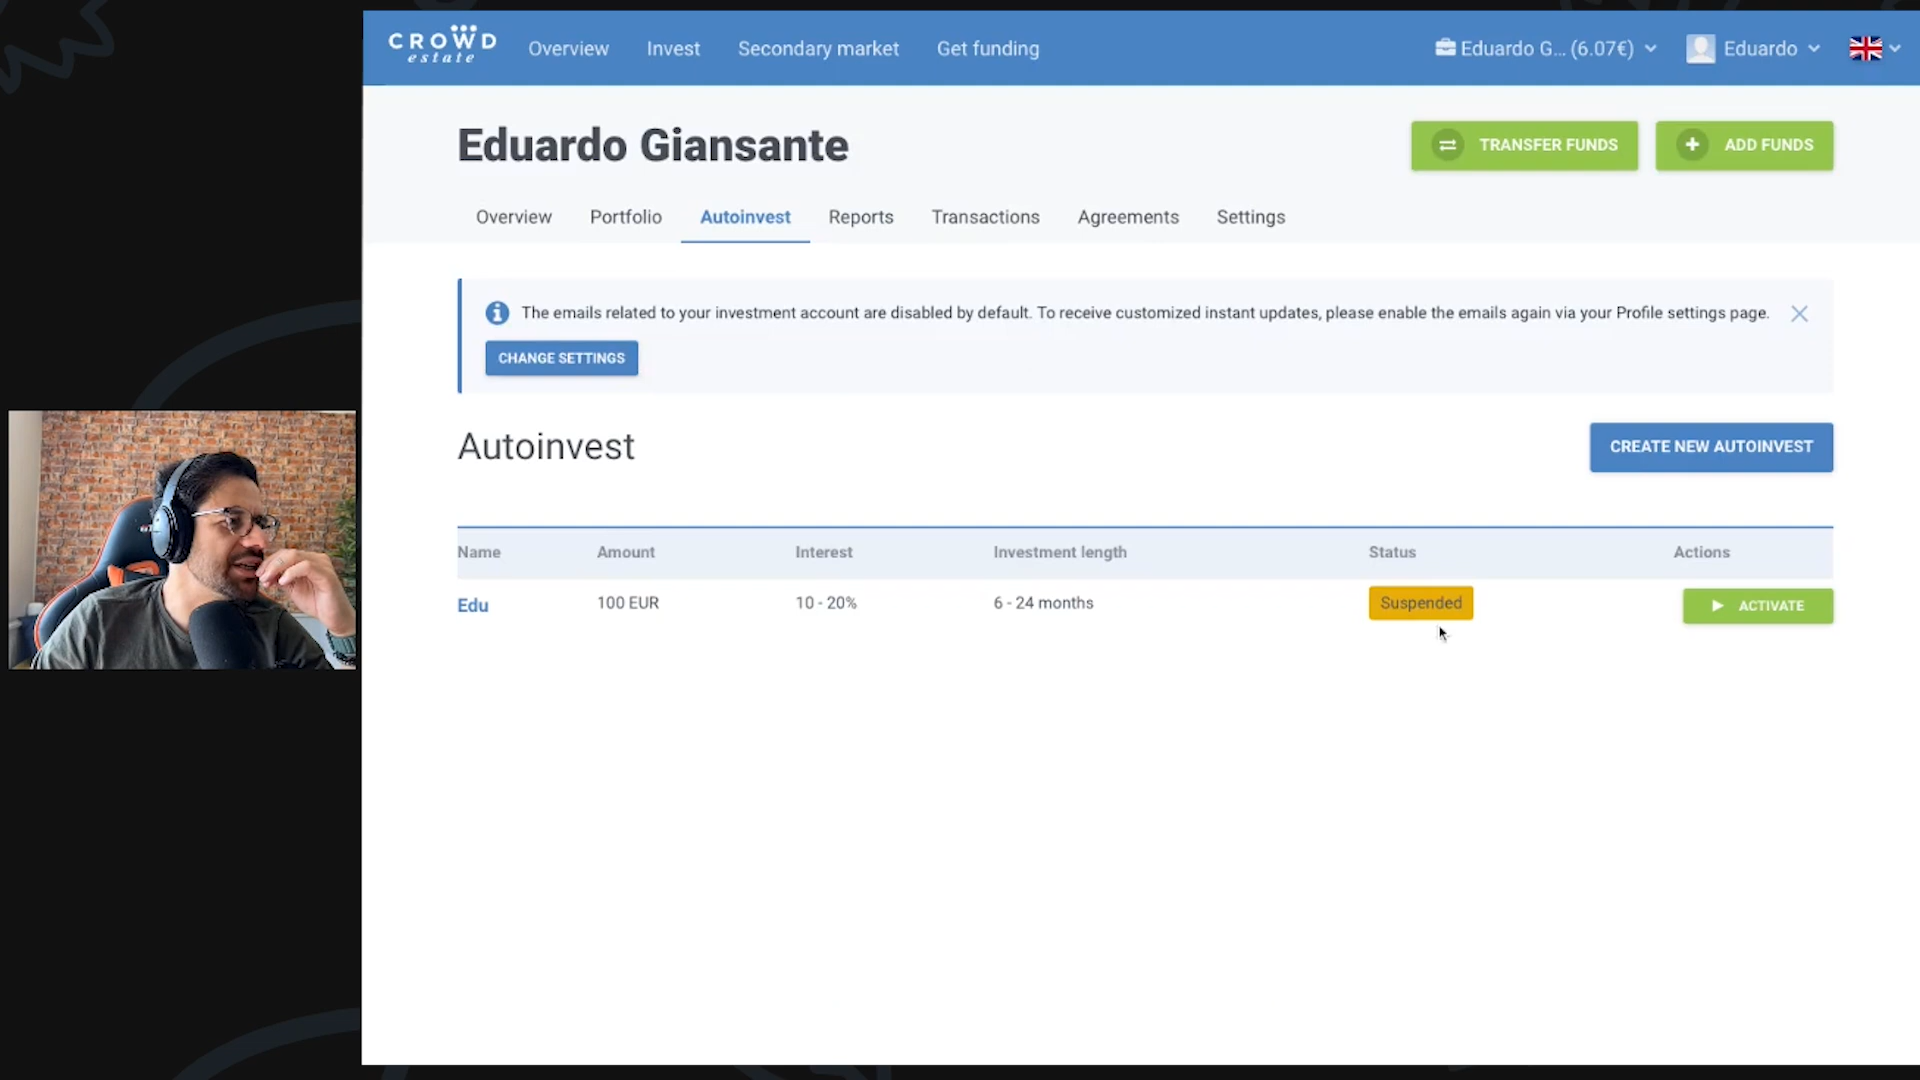 CROWD
estate
Overview
Invest
Secondary market
Get funding
Eduardo G... (6.07€)
Eduardo
Eduardo Giansante
TRANSFER FUNDS
ADD FUNDS
Overview
Portfolio
Autoinvest
Reports
Transactions
Agreements
Settings
The emails related to your investment account are disabled by default. To receive customized instant updates, please enable the emails again via your Profile settings page.
CHANGE SETTINGS
Autoinvest
CREATE NEW AUTOINVEST
Name
Amount
Interest
Investment length
Status
Actions
Edu
100 EUR
10 - 20%
6 - 24 months
Suspended
ACTIVATE